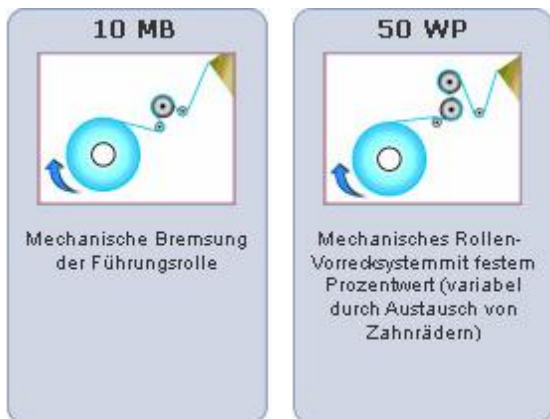 10 MB
Mechanische Bremsung
der Führungsrolle
50 WP
Mechanisches Rollen-
Vorrecksystemmit festem
Prozentwert (variabel
durch Austausch von
Zahnrädern)